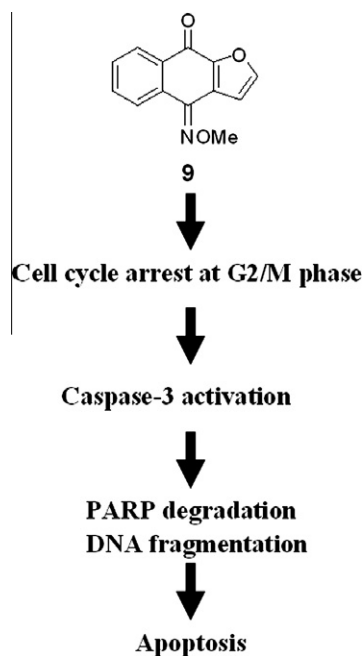 O
O
NOMe
9
Cell cycle arrest at G2/M phase
Caspase-3 activation
PARP degradation
DNA fragmentation
Apoptosis